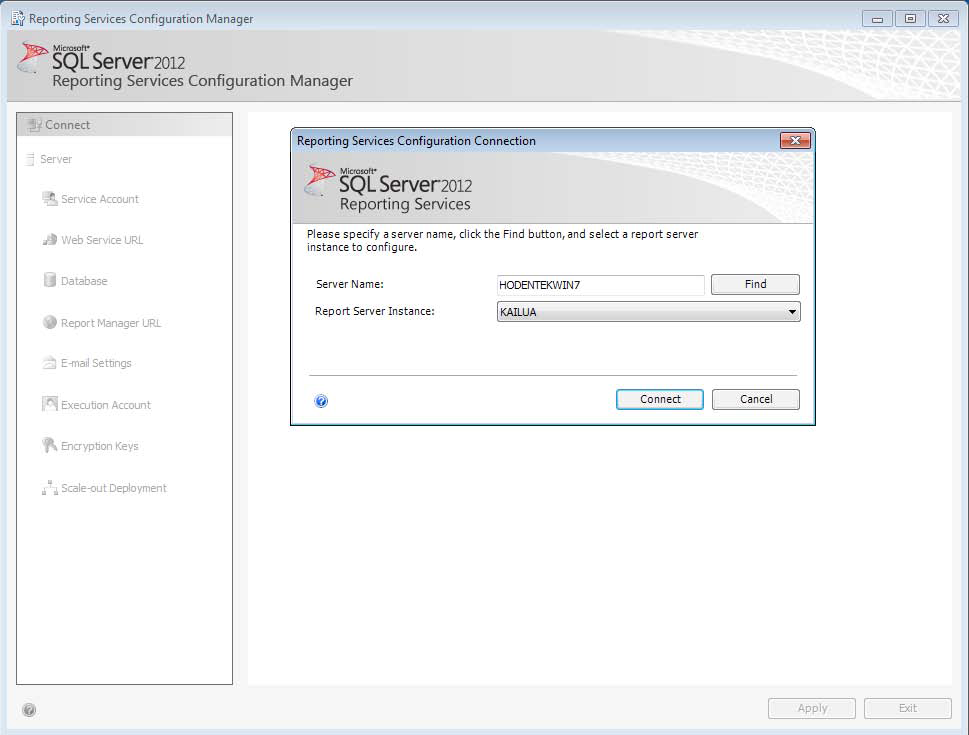 Reporting Services Configuration Manager
Microsoft®
SQL Server® 2012
Reporting Services Configuration Manager
Connect
Server
Service Account
Web Service URL
Database
Report Manager URL
E-mail Settings
Execution Account
Encryption Keys
Scale-out Deployment
Reporting Services Configuration Connection
Microsoft®
SQL Server® 2012
Reporting Services
Please specify a server name, click the Find button, and select a report server
instance to configure.
Server Name: HODENTEKWIN7 Find
Report Server Instance: KAILUA
Connect Cancel
Apply Exit